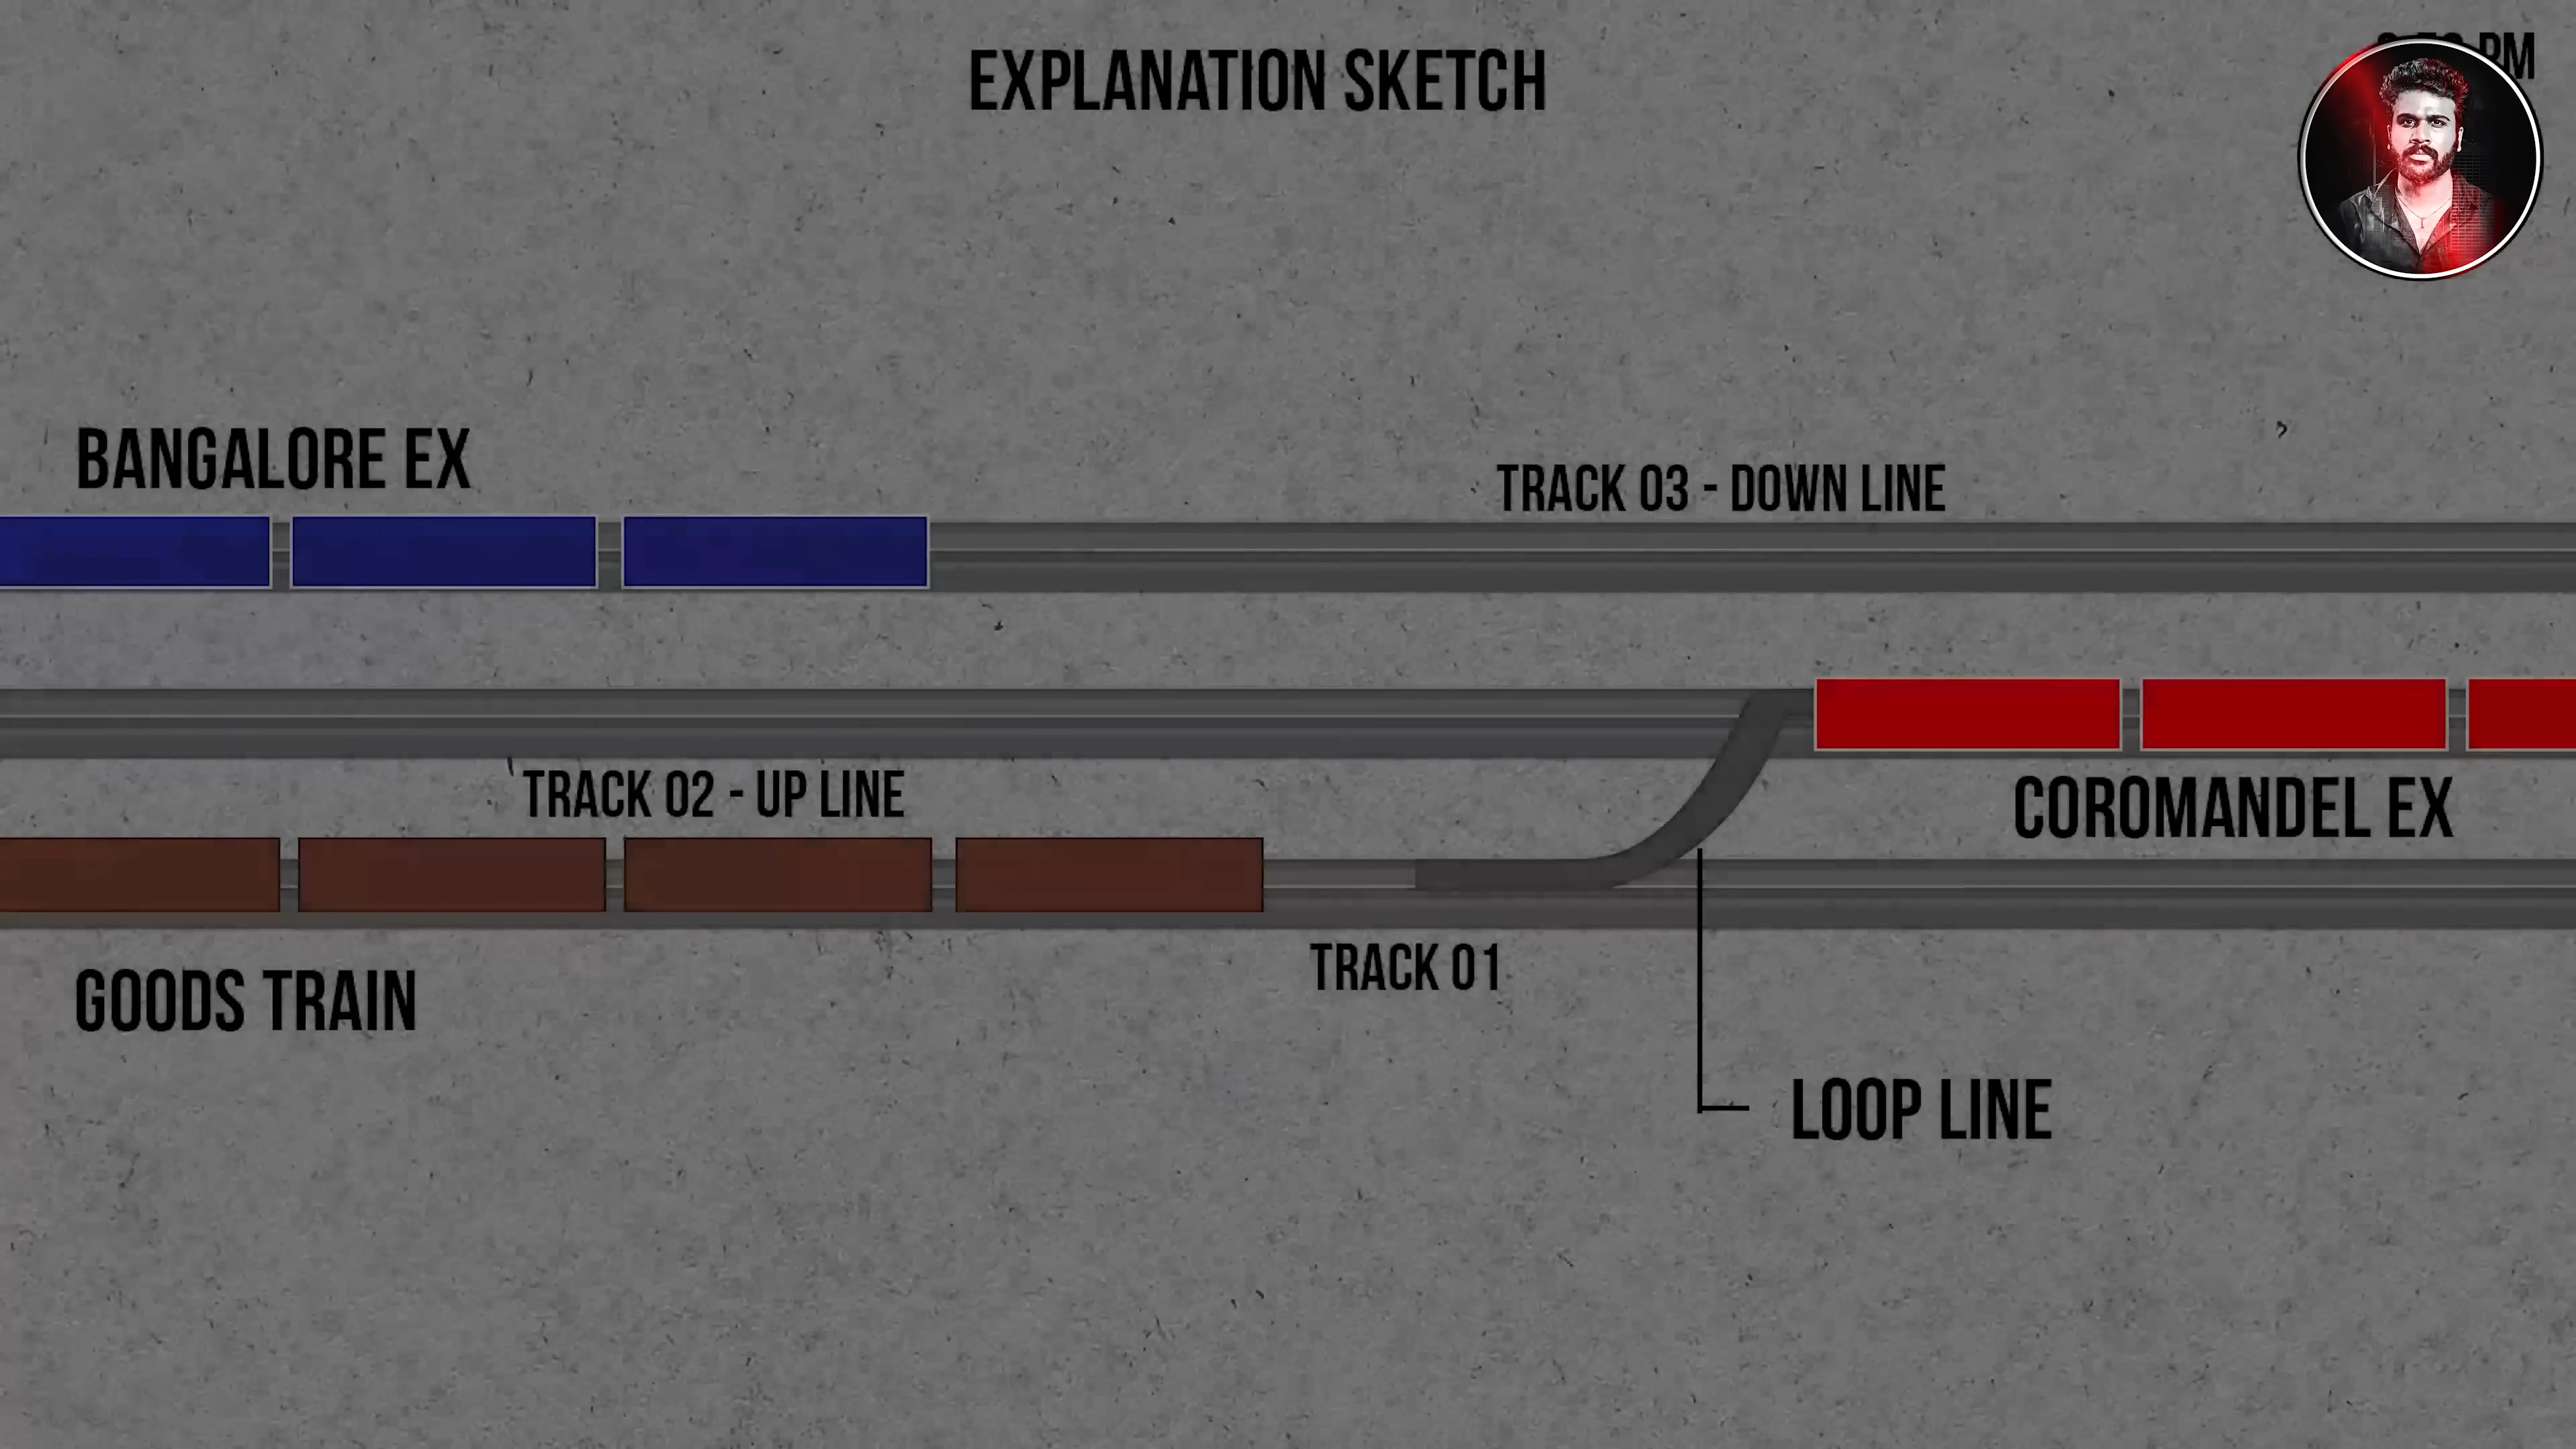 EXPLANATION SKETCH
PM
BANGALORE EX
TRACK 03 - DOWN LINE
TRACK 02 - UP LINE
COROMANDEL EX
TRACK 01
GOODS TRAIN
LOOP LINE